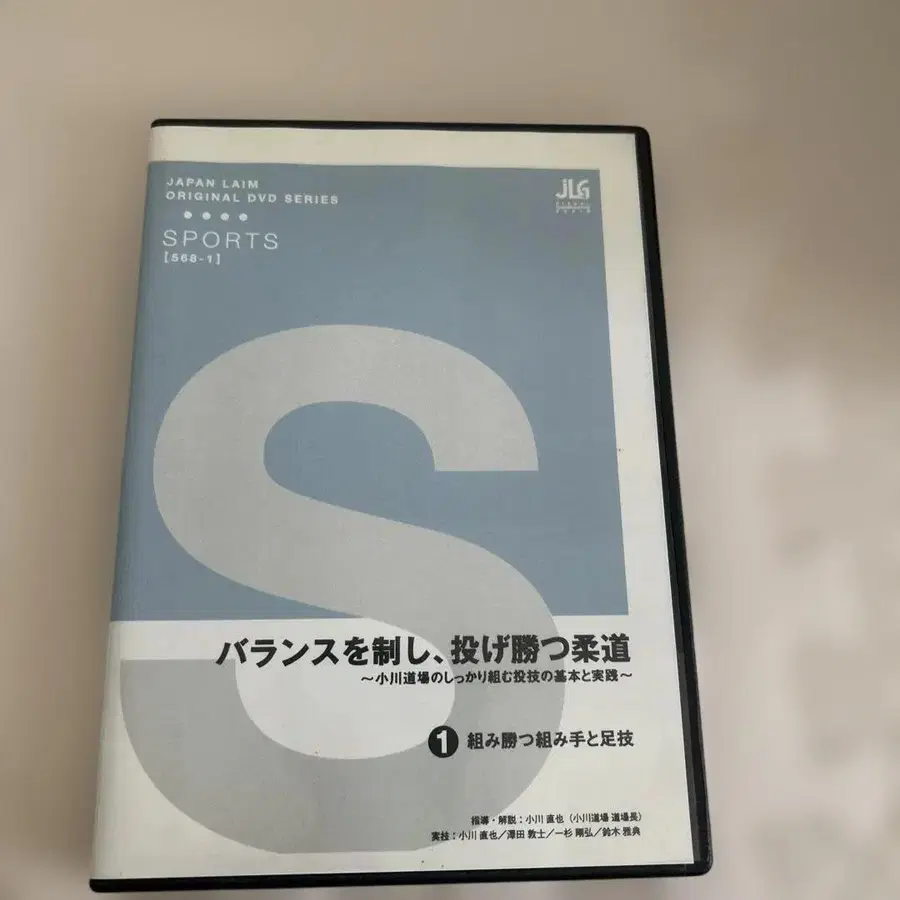 JAPAN LAIM
ORIGINAL DVD SERIES
SPORTS
【568-1】
JLC
S
バランスを制し、投げ勝つ柔道
～小川道場のしっかり組む投技の基本と実践～
❶ 組み勝つ組み手と足技
指導・解説：小川 直也（小川道場 道場長）
実技：小川 直也／澤田 敦士／一杉 剛弘／鈴木 雅典